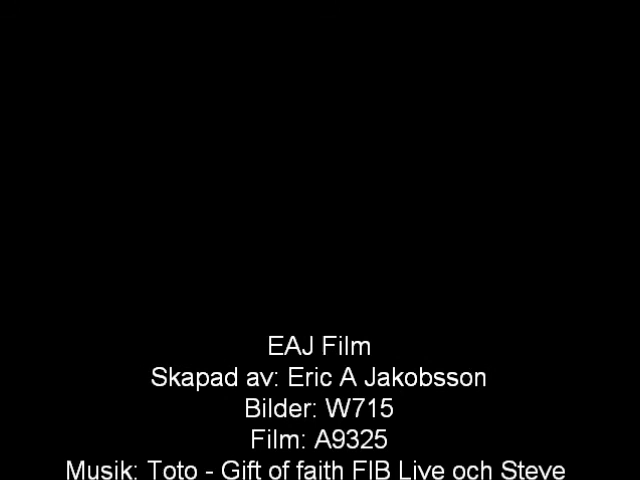 EAJ Film
Skapad av: Eric A Jakobsson
Bilder: W715
Film: A9325
Musik: Toto - Gift of faith FIB Live och Steve